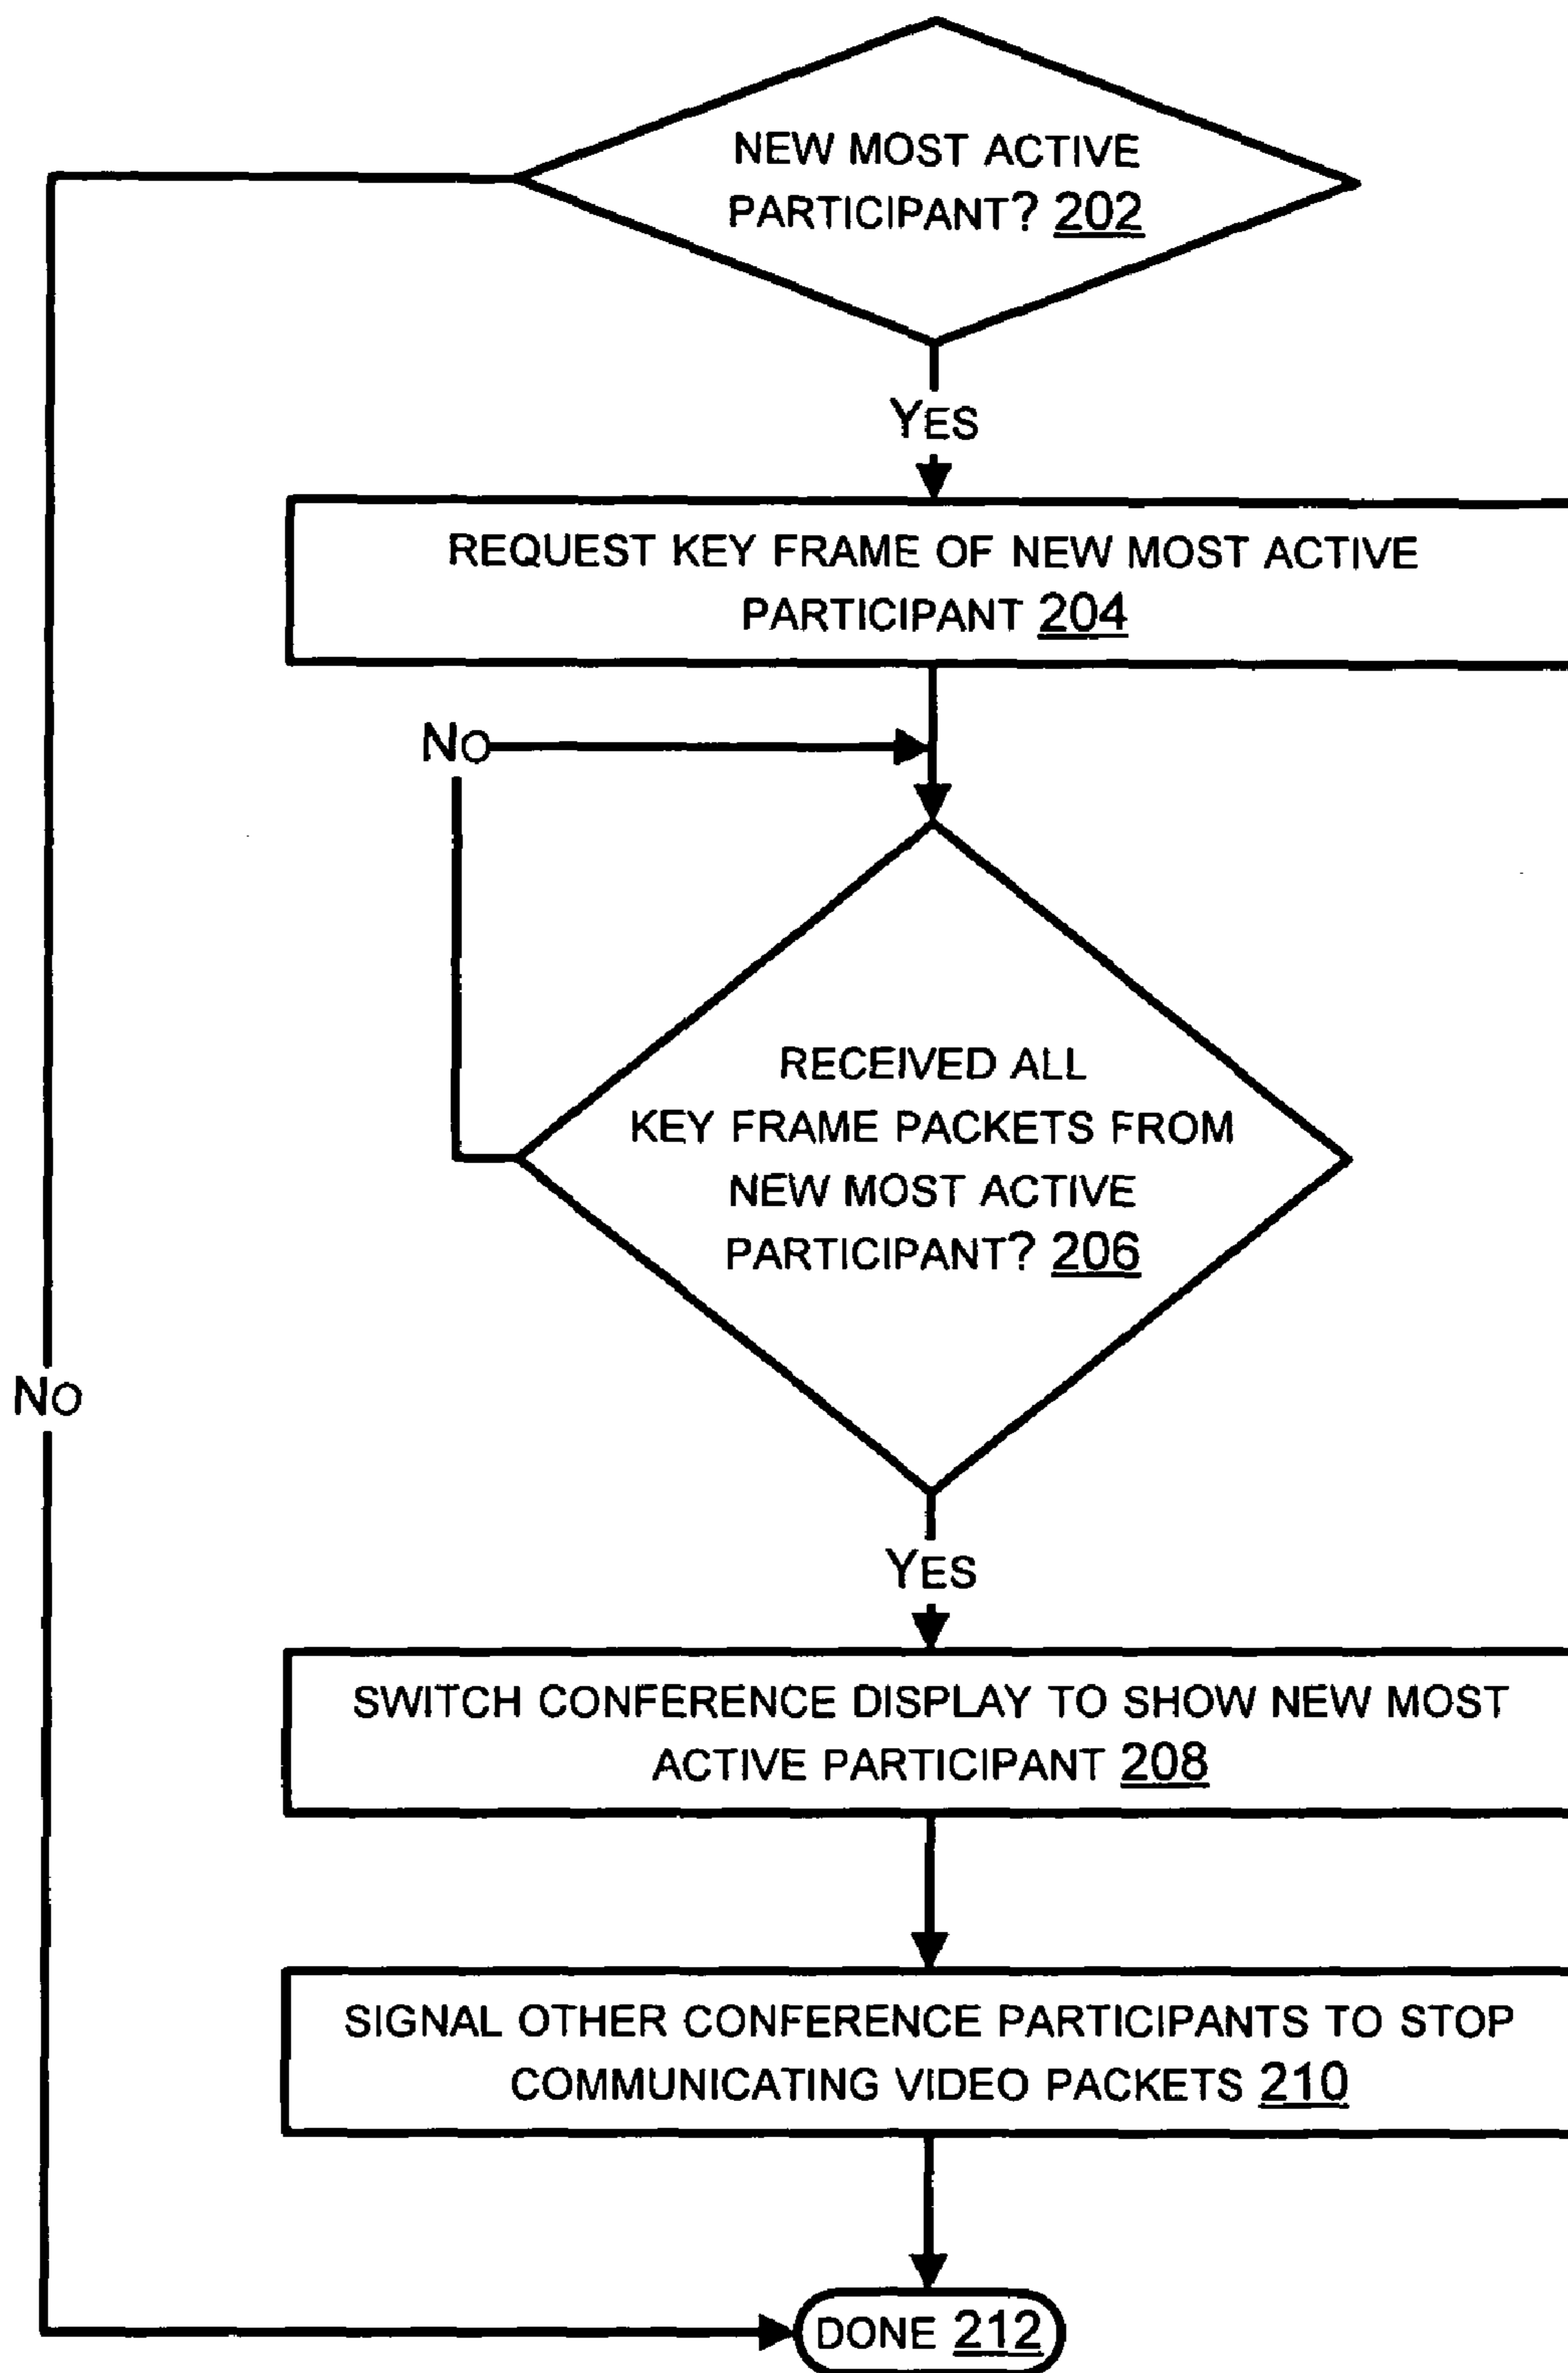 NEW MOST ACTIVE
PARTICIPANT? 202
YES
REQUEST KEY FRAME OF NEW MOST ACTIVE
PARTICIPANT 204
NO
RECEIVED ALL
KEY FRAME PACKETS FROM
NEW MOST ACTIVE
PARTICIPANT? 206
NO
YES
SWITCH CONFERENCE DISPLAY TO SHOW NEW MOST
ACTIVE PARTICIPANT 208
SIGNAL OTHER CONFERENCE PARTICIPANTS TO STOP
COMMUNICATING VIDEO PACKETS 210
DONE 212